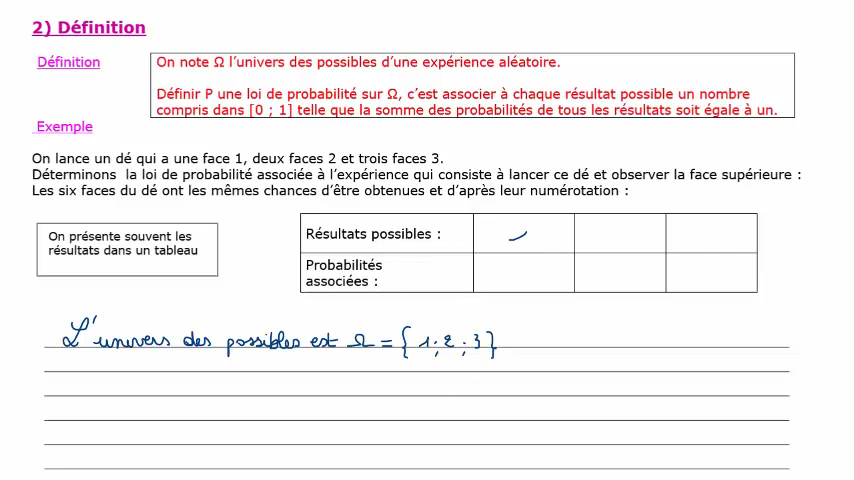 2) Définition
Définition
On note Ω l’univers des possibles d’une expérience aléatoire.
Définir P une loi de probabilité sur Ω, c’est associer à chaque résultat possible un nombre
compris dans [0 ; 1] telle que la somme des probabilités de tous les résultats soit égale à un.
Exemple
On lance un dé qui a une face 1, deux faces 2 et trois faces 3.
Déterminons la loi de probabilité associée à l’expérience qui consiste à lancer ce dé et observer la face supérieure :
Les six faces du dé ont les mêmes chances d’être obtenues et d’après leur numérotation :
On présente souvent les
résultats dans un tableau
Résultats possibles :
Probabilités
associées :
L' univers des possibles est Ω = { 1 ; 2 ; 3 }